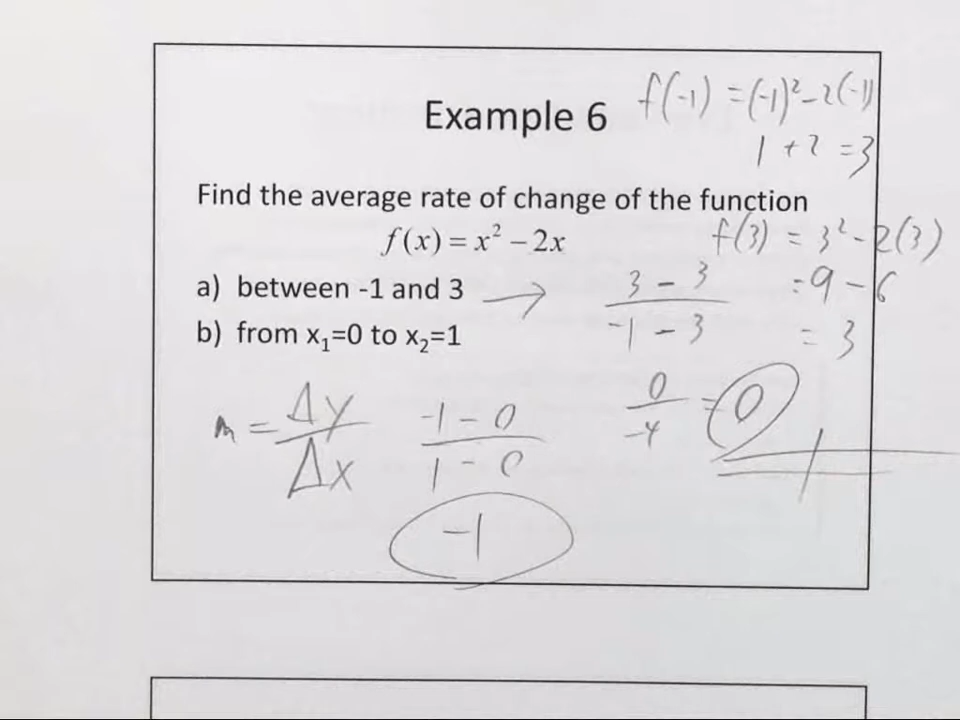 Example 6
f(-1) = (-1)² - 2(-1)
1 + 2 = 3
Find the average rate of change of the function
f(x) = x² - 2x
f(3) = 3² - 2(3)
= 9 - 6
= 3
a) between -1 and 3 →
3 - 3
-1 - 3
b) from x₁=0 to x₂=1
0
-4
= 0
m = Δy
Δx
-1 - 0
1 - 0
-1